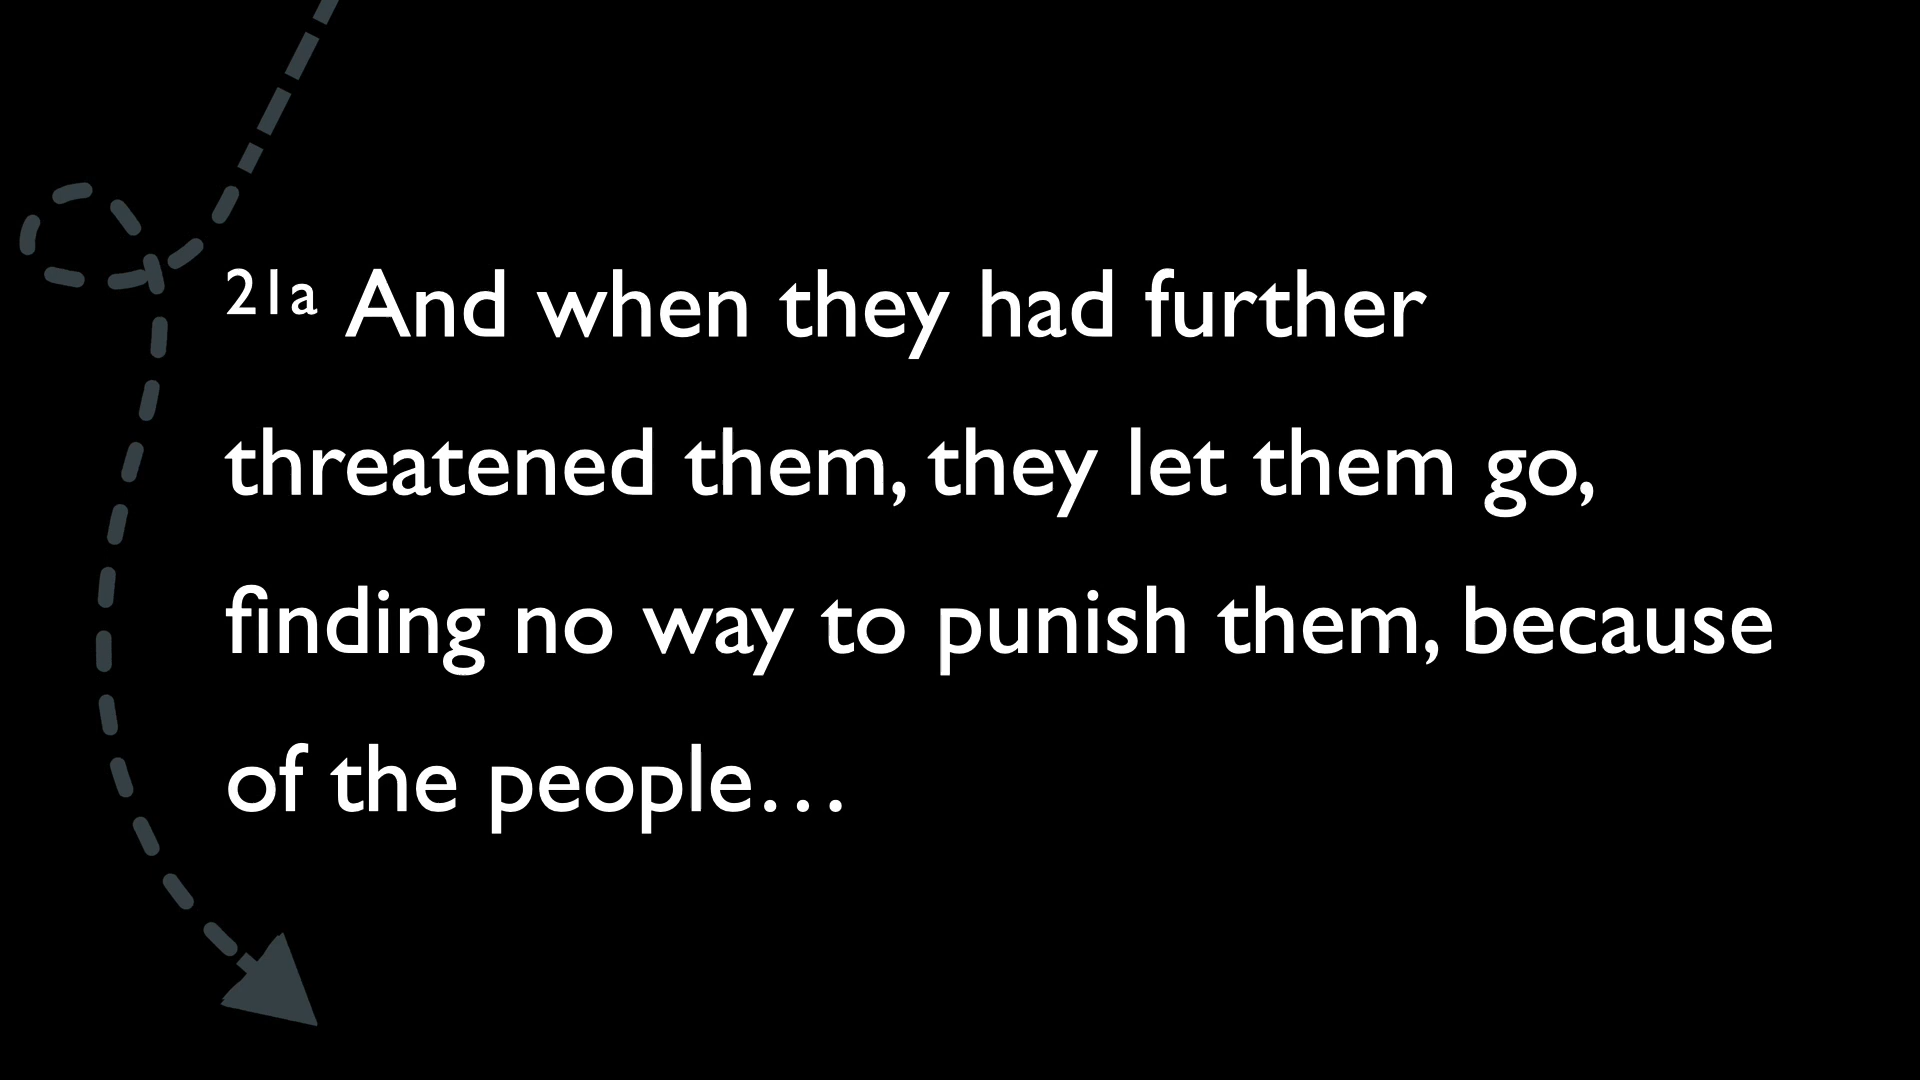 21a And when they had further
threatened them, they let them go,
finding no way to punish them, because
of the people…